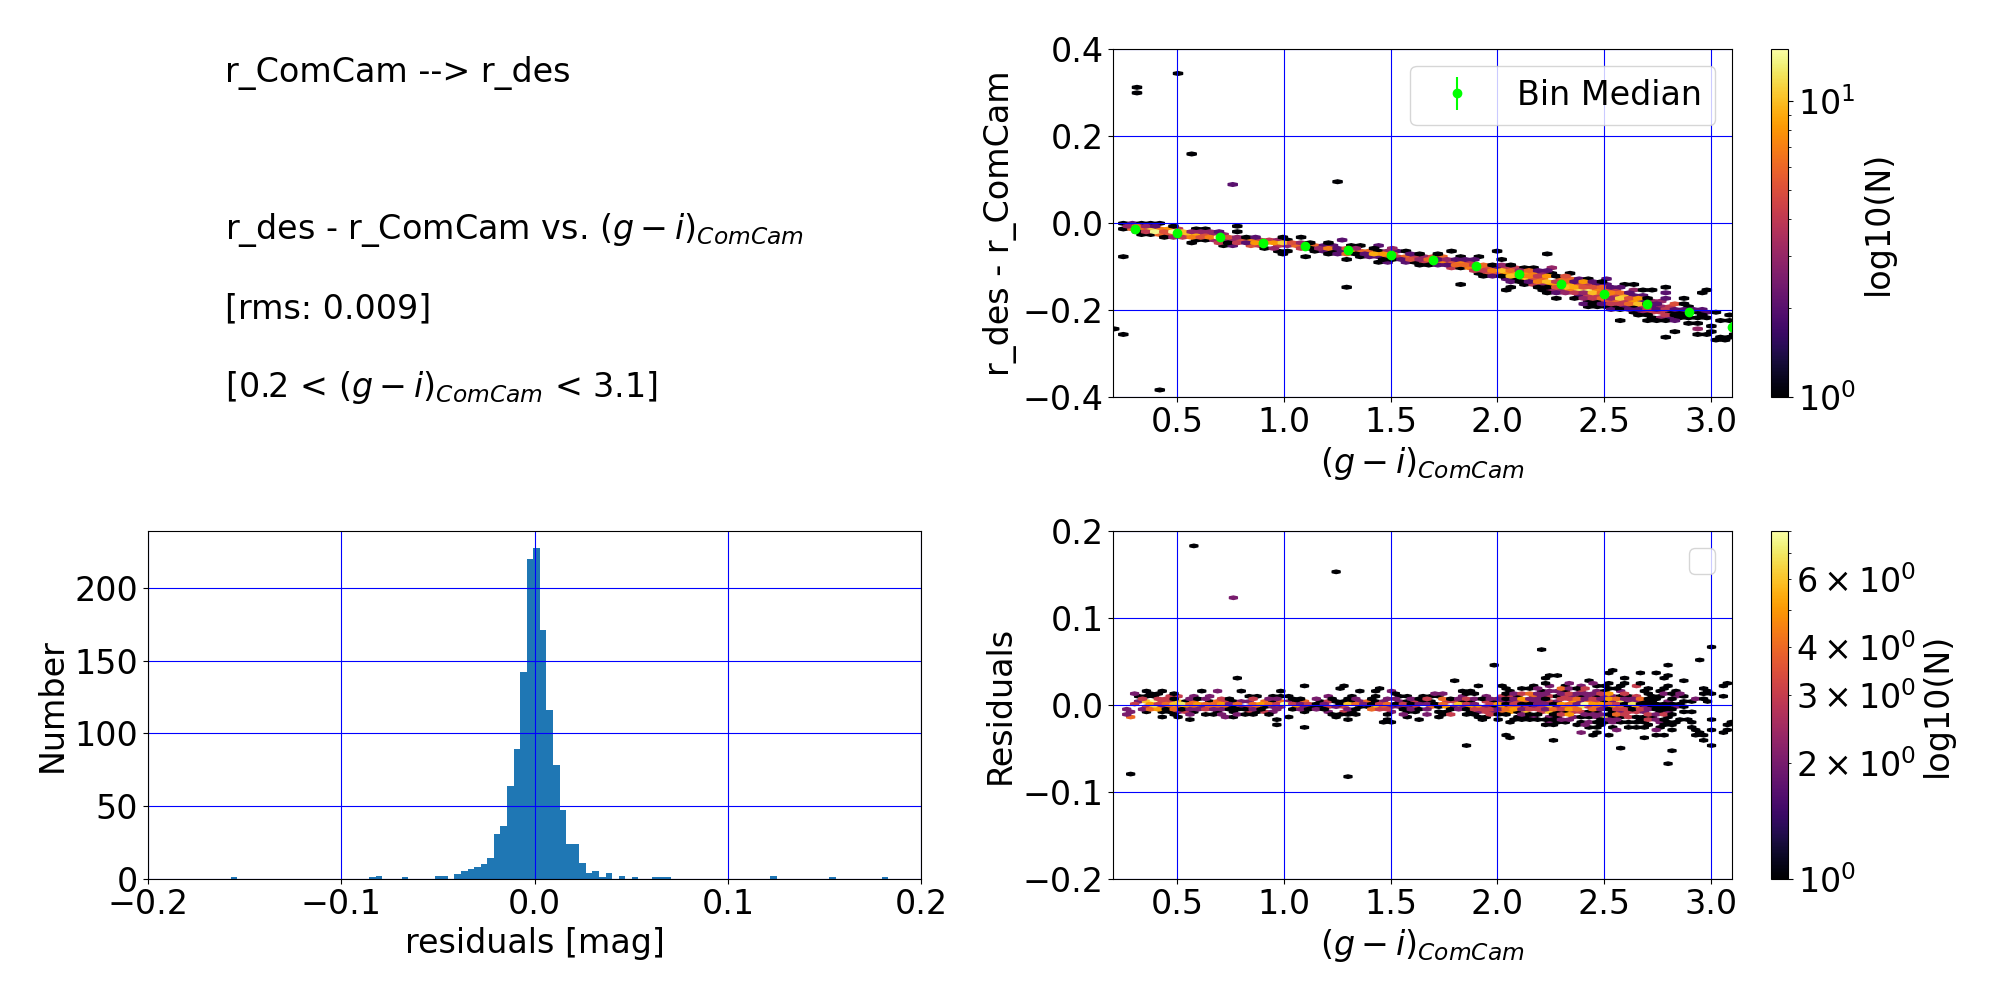 r_ComCam --> r_des
r_des - r_ComCam vs. (g − i)ComCam
[rms: 0.009]
[0.2 < (g − i)ComCam < 3.1]
0.4
0.2
0.0
−0.2
−0.4
r_des - r_ComCam
Bin Median
0.5 1.0 1.5 2.0 2.5 3.0
(g − i)ComCam
10¹
10⁰
log10(N)
200
150
100
50
0
Number
−0.2 −0.1 0.0 0.1 0.2
residuals [mag]
0.2
0.1
0.0
−0.1
−0.2
Residuals
0.5 1.0 1.5 2.0 2.5 3.0
(g − i)ComCam
6 × 10⁰
4 × 10⁰
3 × 10⁰
2 × 10⁰
10⁰
log10(N)